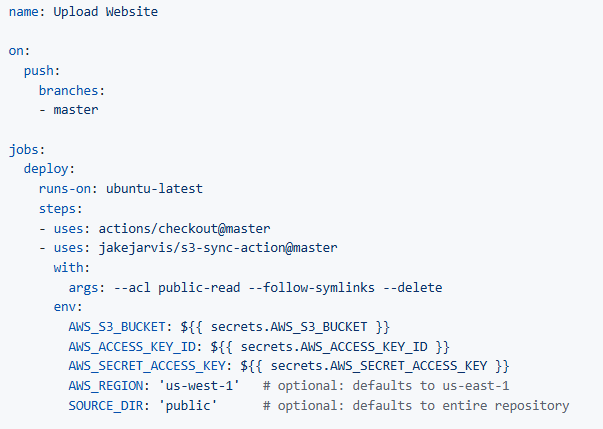 name: Upload Website

on:
  push:
    branches:
    - master

jobs:
  deploy:
    runs-on: ubuntu-latest
    steps:
    - uses: actions/checkout@master
    - uses: jakejarvis/s3-sync-action@master
      with:
        args: --acl public-read --follow-symlinks --delete
      env:
        AWS_S3_BUCKET: ${{ secrets.AWS_S3_BUCKET }}
        AWS_ACCESS_KEY_ID: ${{ secrets.AWS_ACCESS_KEY_ID }}
        AWS_SECRET_ACCESS_KEY: ${{ secrets.AWS_SECRET_ACCESS_KEY }}
        AWS_REGION: 'us-west-1'   # optional: defaults to us-east-1
        SOURCE_DIR: 'public'      # optional: defaults to entire repository